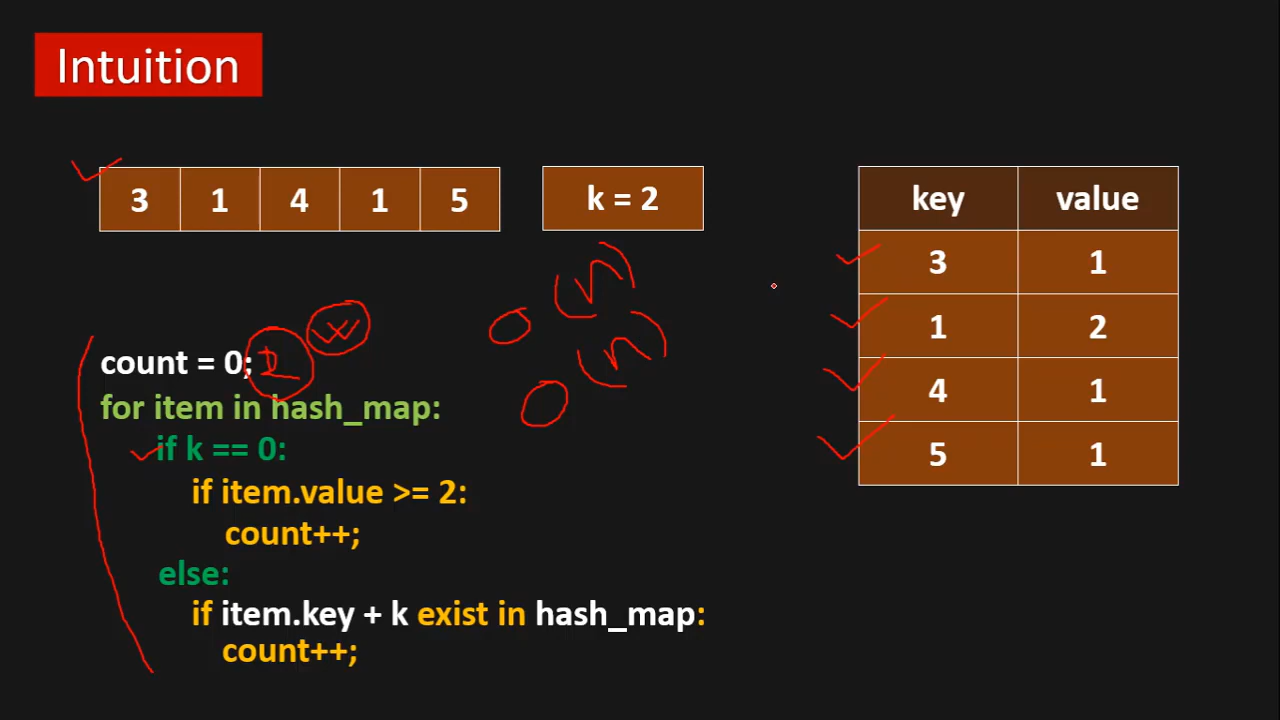 Intuition
3 1 4 1 5
k = 2
key value
3 1
1 2
4 1
5 1
O(n)
O(n)
count = 0; 2
for item in hash_map:
if k == 0:
if item.value >= 2:
count++;
else:
if item.key + k exist in hash_map:
count++;